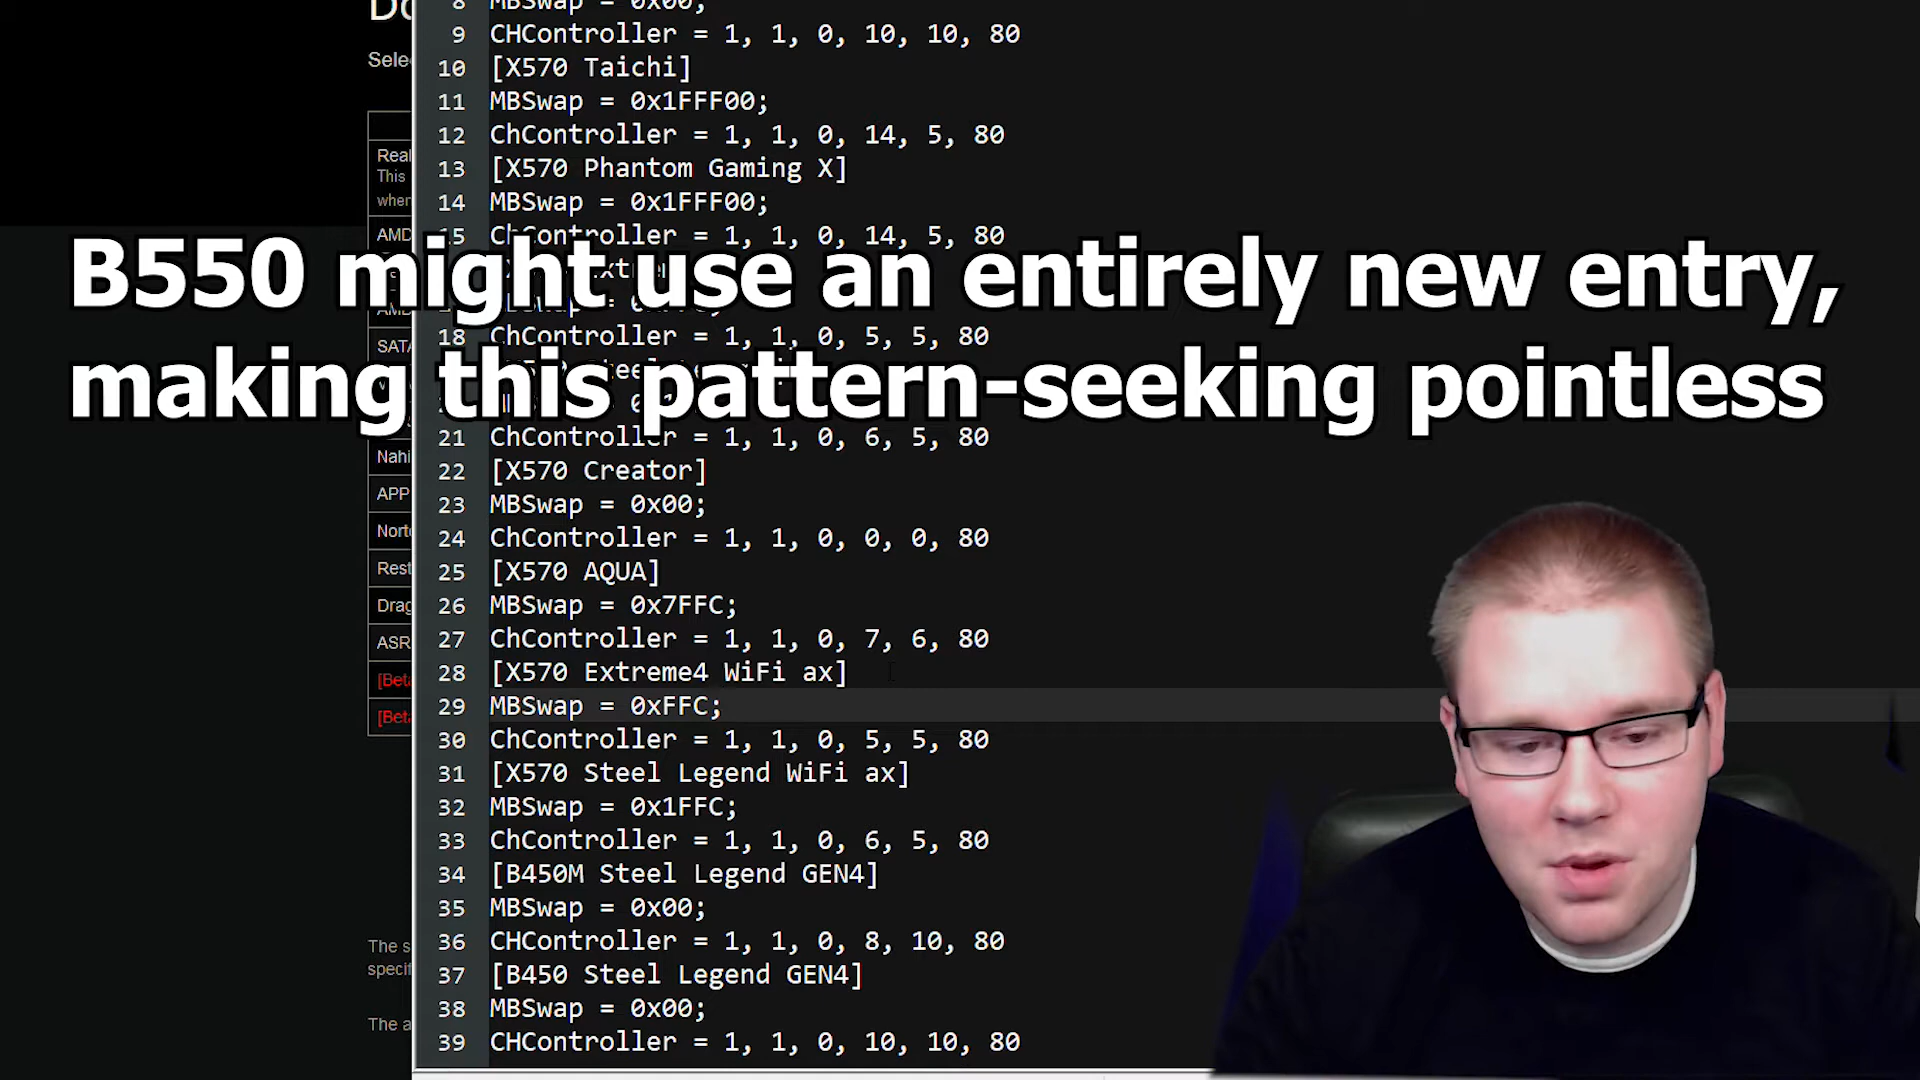 Do
Selec
8 MBSwap = 0x00;
9 CHController = 1, 1, 0, 10, 10, 80
10 [X570 Taichi]
11 MBSwap = 0x1FFF00;
12 ChController = 1, 1, 0, 14, 5, 80
13 [X570 Phantom Gaming X]
14 MBSwap = 0x1FFF00;
15 ChController = 1, 1, 0, 14, 5, 80
B550 might use an entirely new entry,
18 ChController = 1, 1, 0, 5, 5, 80
making this pattern-seeking pointless
21 ChController = 1, 1, 0, 6, 5, 80
22 [X570 Creator]
23 MBSwap = 0x00;
24 ChController = 1, 1, 0, 0, 0, 80
25 [X570 AQUA]
26 MBSwap = 0x7FFC;
27 ChController = 1, 1, 0, 7, 6, 80
28 [X570 Extreme4 WiFi ax]
29 MBSwap = 0xFFC;
30 ChController = 1, 1, 0, 5, 5, 80
31 [X570 Steel Legend WiFi ax]
32 MBSwap = 0x1FFC;
33 ChController = 1, 1, 0, 6, 5, 80
34 [B450M Steel Legend GEN4]
35 MBSwap = 0x00;
36 CHController = 1, 1, 0, 8, 10, 80
37 [B450 Steel Legend GEN4]
38 MBSwap = 0x00;
39 CHController = 1, 1, 0, 10, 10, 80
Real
This
when
AMD
SATA
Nahi
APP
Norto
Rest
Drag
ASR
[Beta
[Beta
The s
specif
The a